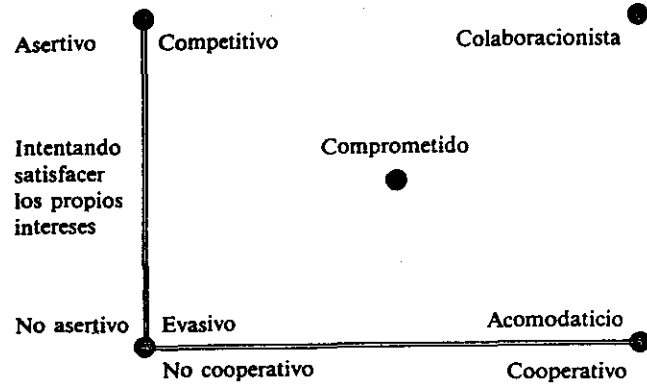 Asertivo
Competitivo
Colaboracionista
Comprometido
Intentando
satisfacer
los propios
intereses
No asertivo
Evasivo
Acomodaticio
No cooperativo
Cooperativo